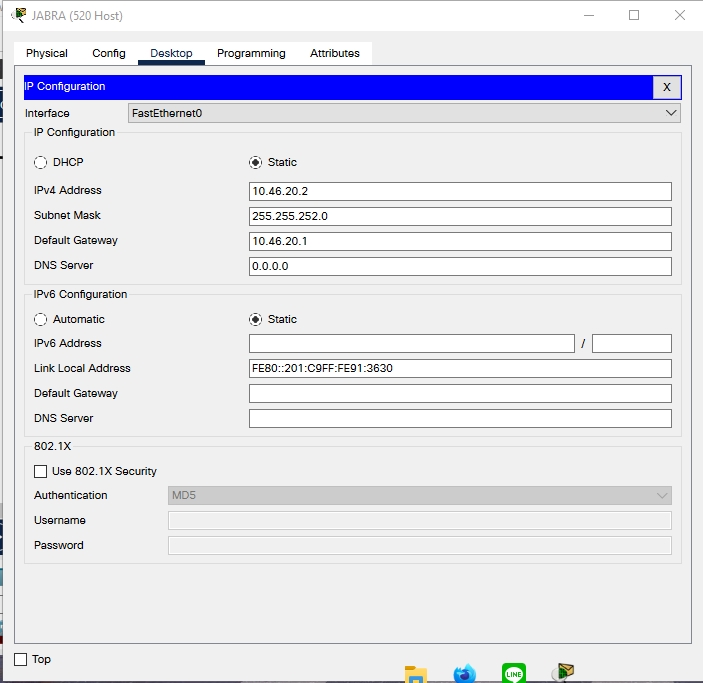 JABRA (520 Host)
Physical Config Desktop Programming Attributes
IP Configuration X
Interface FastEthernet0
IP Configuration
DHCP Static
IPv4 Address 10.46.20.2
Subnet Mask 255.255.252.0
Default Gateway 10.46.20.1
DNS Server 0.0.0.0
IPv6 Configuration
Automatic Static
IPv6 Address /
Link Local Address FE80::201:C9FF:FE91:3630
Default Gateway
DNS Server
802.1X
Use 802.1X Security
Authentication MD5
Username
Password
Top
LINE